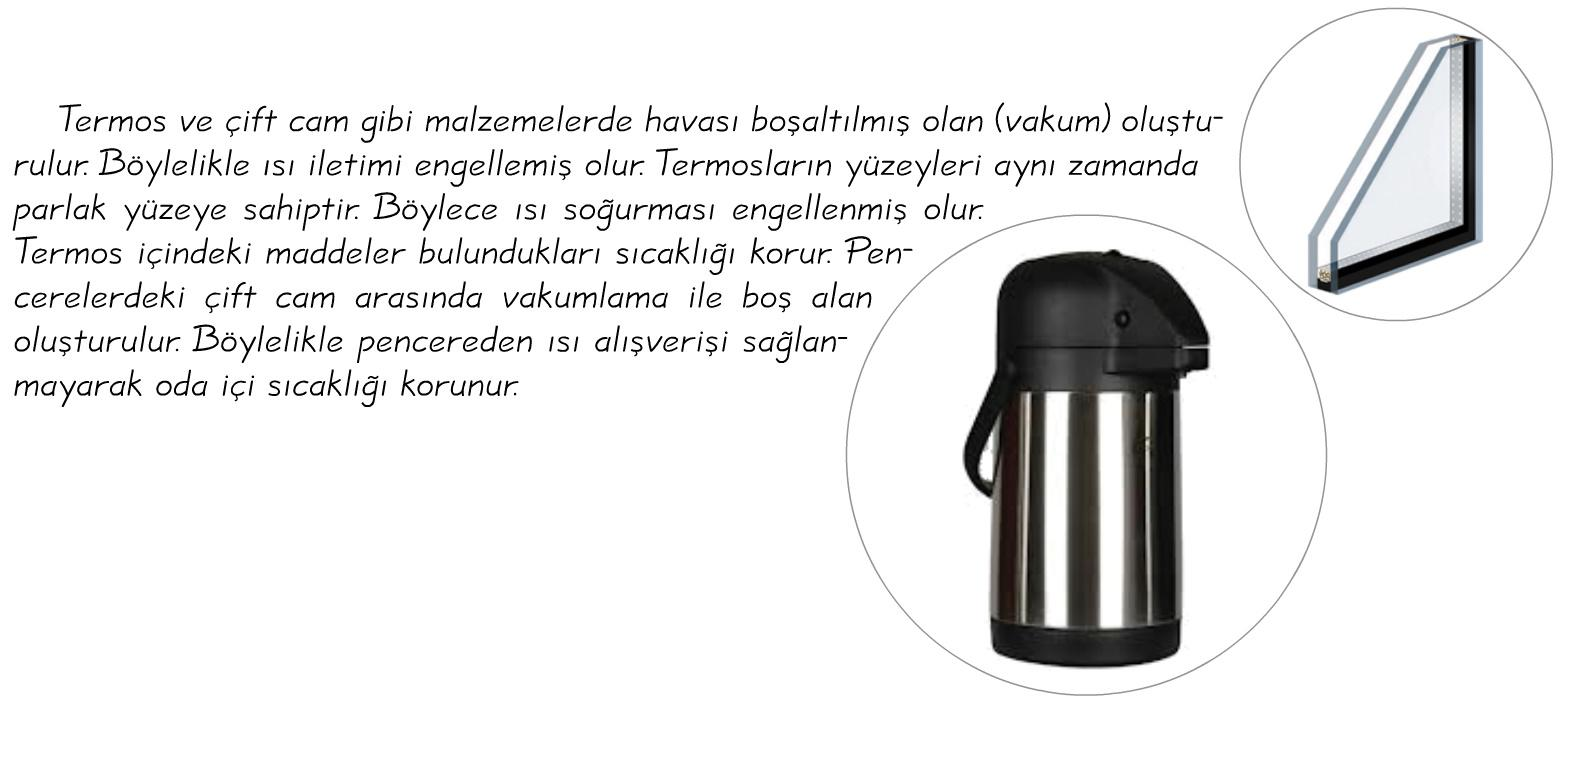 Termos ve çift cam gibi malzemelerde havası boşaltılmış olan (vakum) oluştu-
rulur. Böylelikle ısı iletimi engellemiş olur. Termosların yüzeyleri aynı zamanda
parlak yüzeye sahiptir. Böylece ısı soğurması engellenmiş olur.
Termos içindeki maddeler bulundukları sıcaklığı korur. Pen-
cerelerdeki çift cam arasında vakumlama ile boş alan
oluşturulur. Böylelikle pencereden ısı alışverişi sağlan-
mayarak oda içi sıcaklığı korunur.